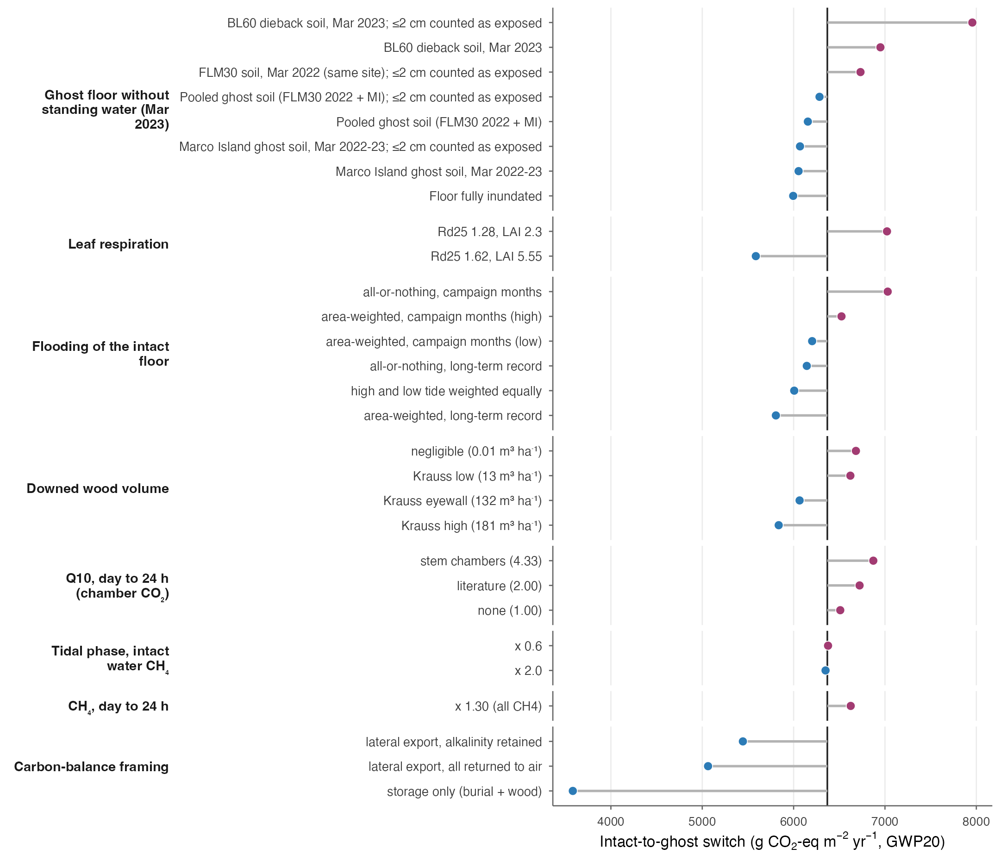 BL60 dieback soil, Mar 2023; ≤2 cm counted as exposed
BL60 dieback soil, Mar 2023
FLM30 soil, Mar 2022 (same site); ≤2 cm counted as exposed
Ghost floor without
standing water (Mar
2023)
Pooled ghost soil (FLM30 2022 + MI); ≤2 cm counted as exposed
Pooled ghost soil (FLM30 2022 + MI)
Marco Island ghost soil, Mar 2022-23; ≤2 cm counted as exposed
Marco Island ghost soil, Mar 2022-23
Floor fully inundated
Leaf respiration
Rd25 1.28, LAI 2.3
Rd25 1.62, LAI 5.55
Flooding of the intact
floor
all-or-nothing, campaign months
area-weighted, campaign months (high)
area-weighted, campaign months (low)
all-or-nothing, long-term record
high and low tide weighted equally
area-weighted, long-term record
Downed wood volume
negligible (0.01 m³ ha⁻¹)
Krauss low (13 m³ ha⁻¹)
Krauss eyewall (132 m³ ha⁻¹)
Krauss high (181 m³ ha⁻¹)
Q10, day to 24 h
(chamber CO₂)
stem chambers (4.33)
literature (2.00)
none (1.00)
Tidal phase, intact
water CH₄
x 0.6
x 2.0
CH₄, day to 24 h
x 1.30 (all CH4)
Carbon-balance framing
lateral export, alkalinity retained
lateral export, all returned to air
storage only (burial + wood)
4000 5000 6000 7000 8000
Intact-to-ghost switch (g CO₂-eq m⁻² yr⁻¹, GWP20)